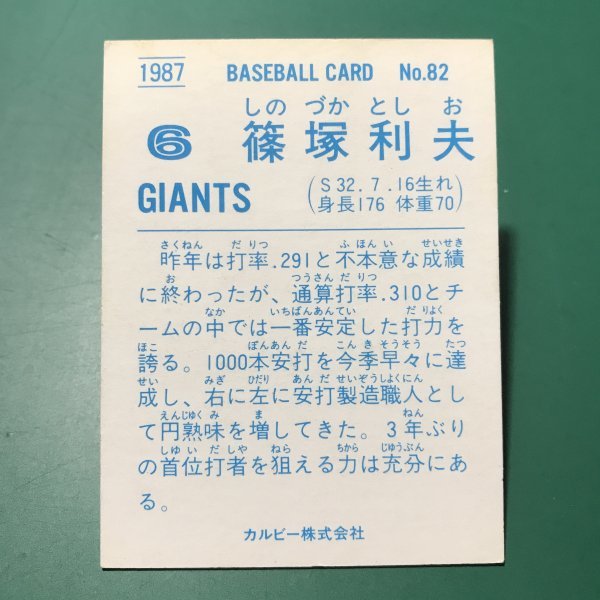 1987 BASEBALL CARD No.82
しの づか とし お
6 篠塚利夫
GIANTS (S32.7.16生れ 身長176 体重70)
さくねん だりつ ふほんい せいせき
昨年は打率.291と不本意な成績
お つうさんだりつ
に終わったが、通算打率.310とチ
なか いちばんあんてい だりょく
ームの中では一番安定した打力を
ほこ ぽんあんだ こんきそうそう たつ
誇る。1000本安打を今季早々に達
せい みぎ ひだり あんだせいぞうしょくにん
成し、右に左に安打製造職人とし
えんじゅくみ ま ねん
て円熟味を増してきた。3年ぶり
しゅいだしゃ ねら ちから じゅうぶん
の首位打者を狙える力は充分にあ
る。
カルビー株式会社